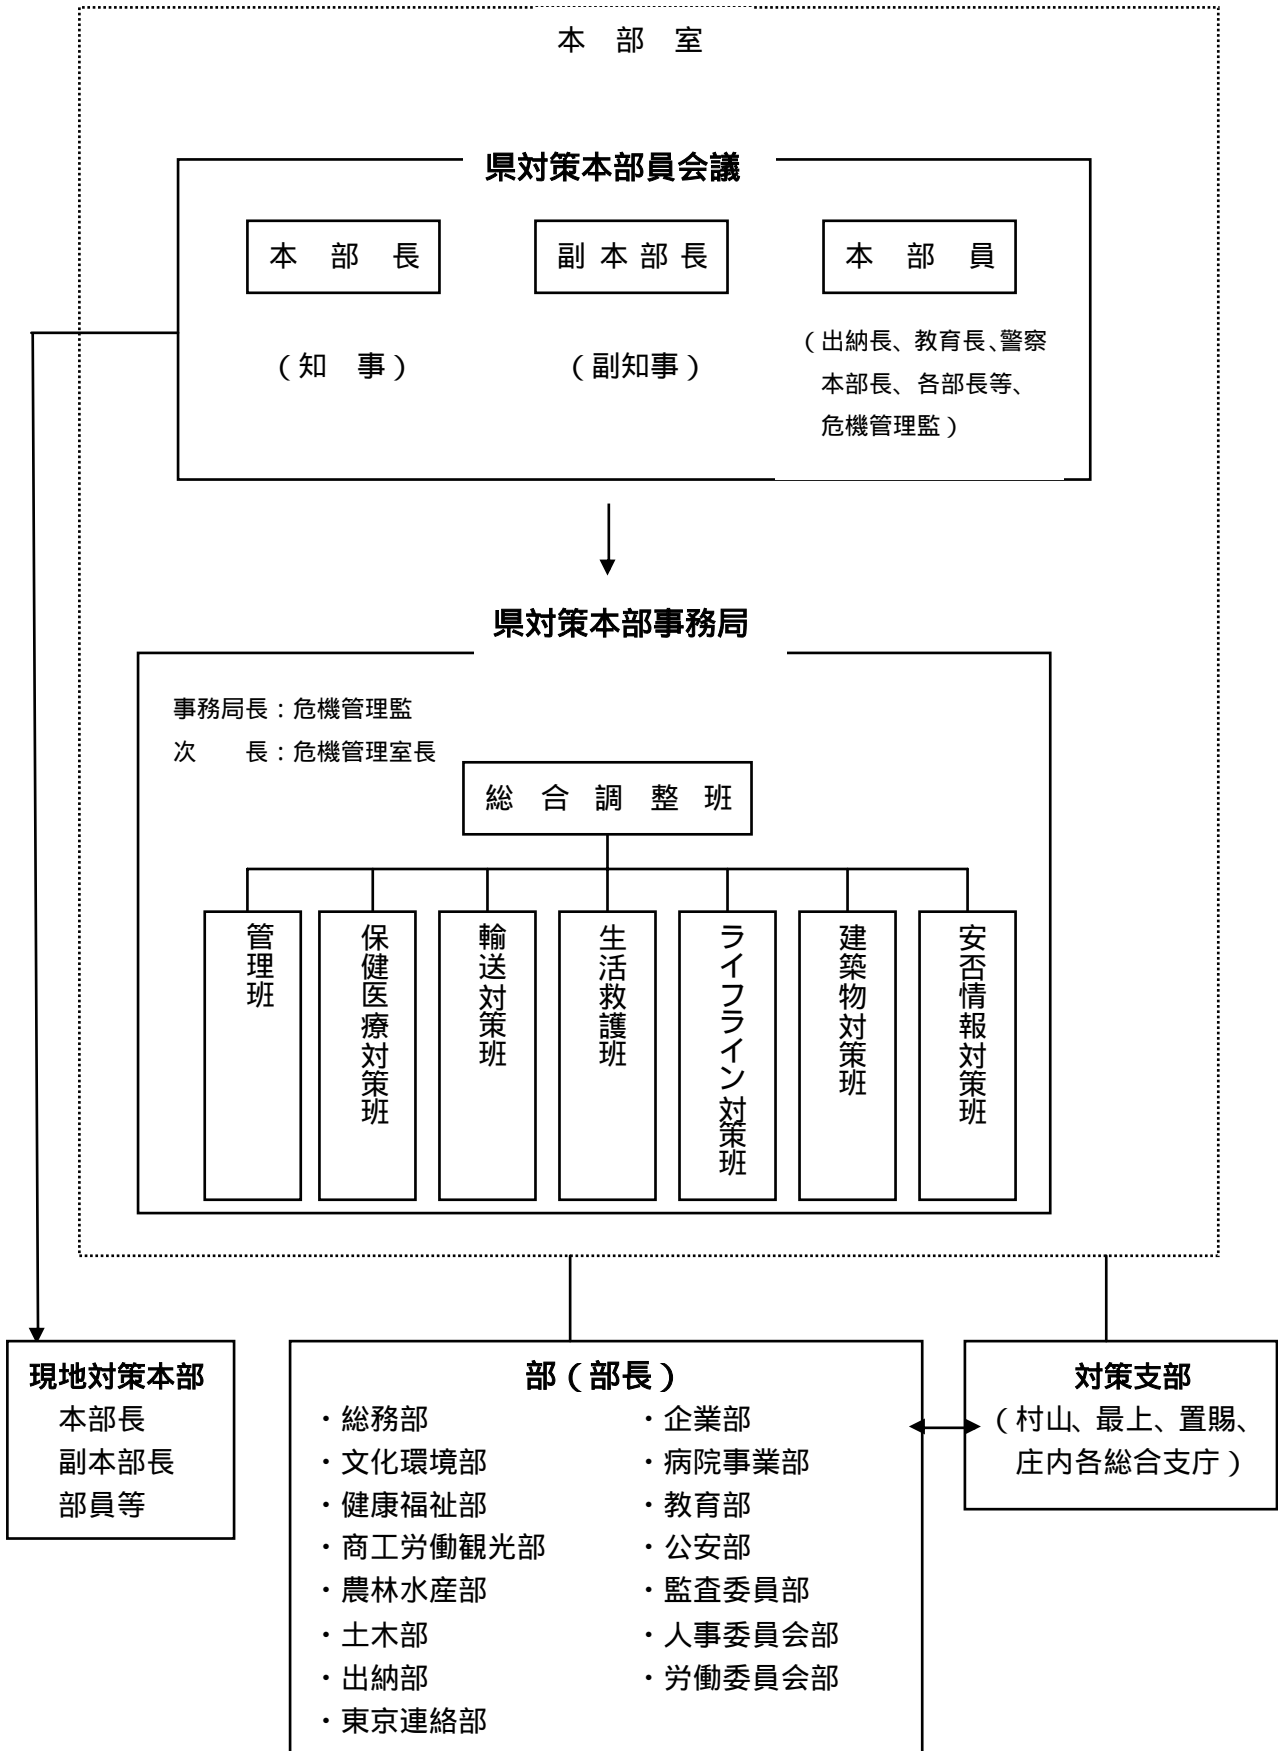 本　部　室
県対策本部員会議
本　部　長
副 本 部 長
本　部　員
（知　事）
（副知事）
（出納長、教育長、警察
本部長、各部長等、
危機管理監）
県対策本部事務局
事務局長：危機管理監
次　　長：危機管理室長
総　合　調　整　班
管理班
保健医療対策班
輸送対策班
生活救護班
ライフライン対策班
建築物対策班
安否情報対策班
現地対策本部
本部長
副本部長
部員等
部（部長）
・総務部
・文化環境部
・健康福祉部
・商工労働観光部
・農林水産部
・土木部
・出納部
・東京連絡部
・企業部
・病院事業部
・教育部
・公安部
・監査委員部
・人事委員会部
・労働委員会部
対策支部
（村山、最上、置賜、
庄内各総合支庁）